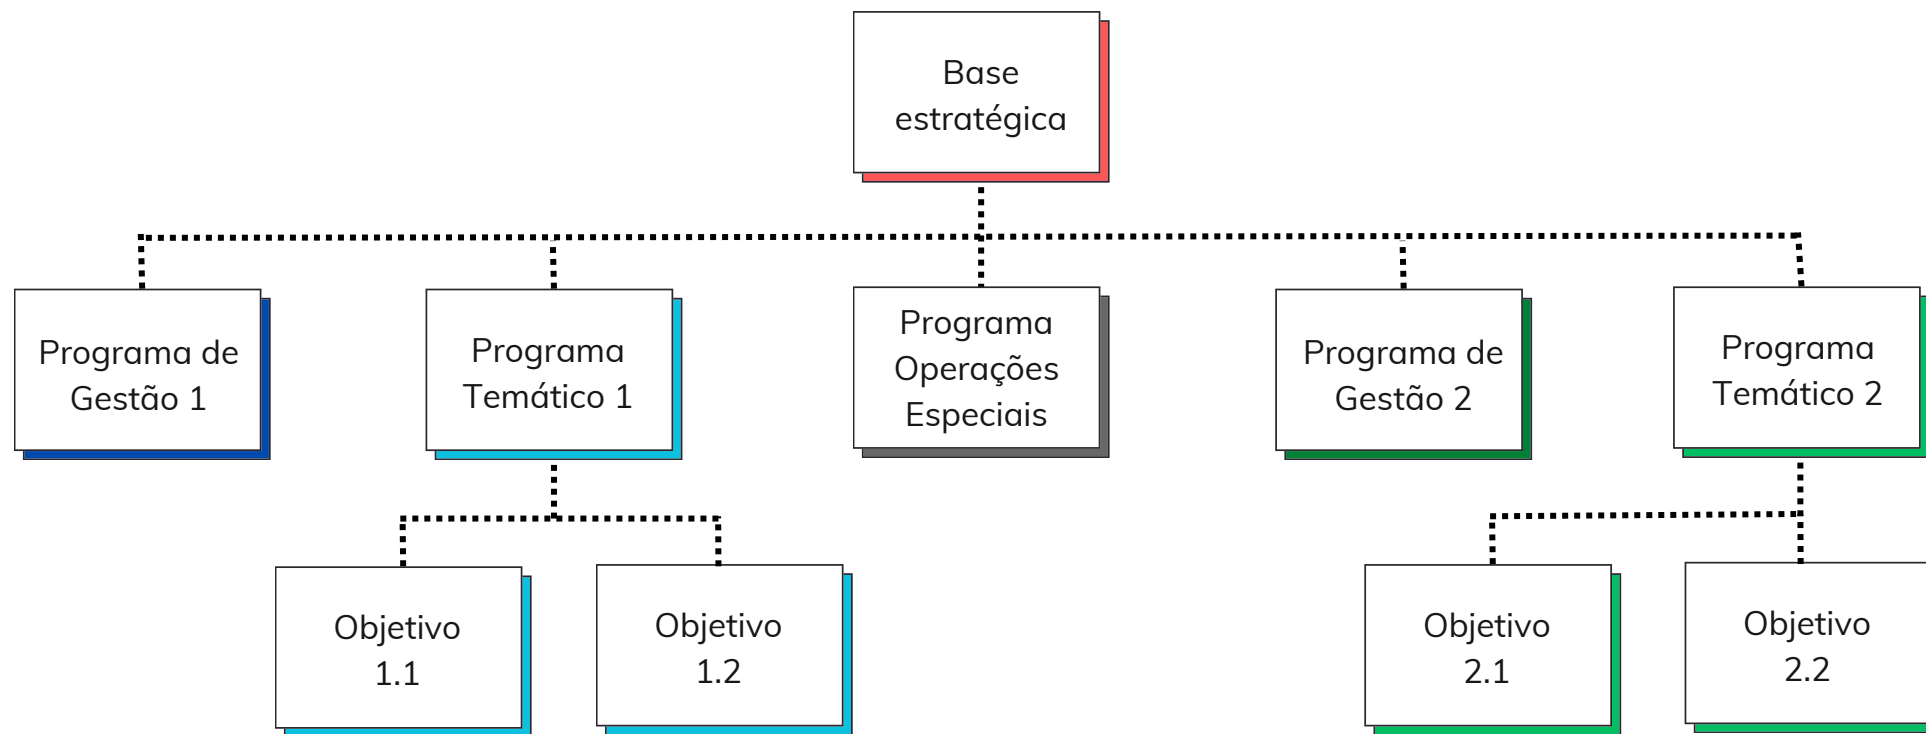 Base
estratégica
Programa de
Gestão 1
Programa
Temático 1
Programa
Operações
Especiais
Programa de
Gestão 2
Programa
Temático 2
Objetivo
1.1
Objetivo
1.2
Objetivo
2.1
Objetivo
2.2